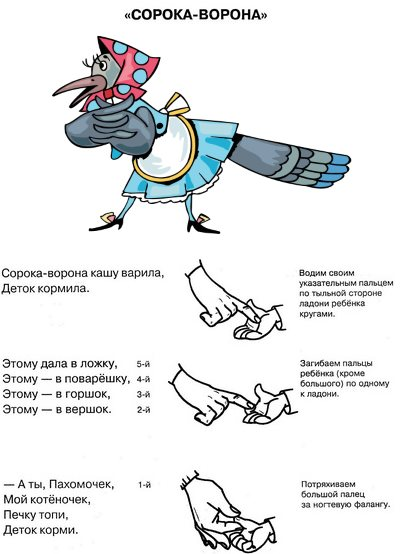 «СОРОКА-ВОРОНА»
Сорока-ворона кашу варила,
Деток кормила.
Водим своим
указательным пальцем
по тыльной стороне
ладони ребёнка
кругами.
Этому дала в ложку, 5-й
Этому — в поварёшку, 4-й
Этому — в горшок, 3-й
Этому — в вершок. 2-й
Загибаем пальцы
ребёнка (кроме
большого) по одному
к ладони.
— А ты, Пахомочек, 1-й
Мой котёночек,
Печку топи,
Деток корми.
Потряхиваем
большой палец
за ногтевую фалангу.